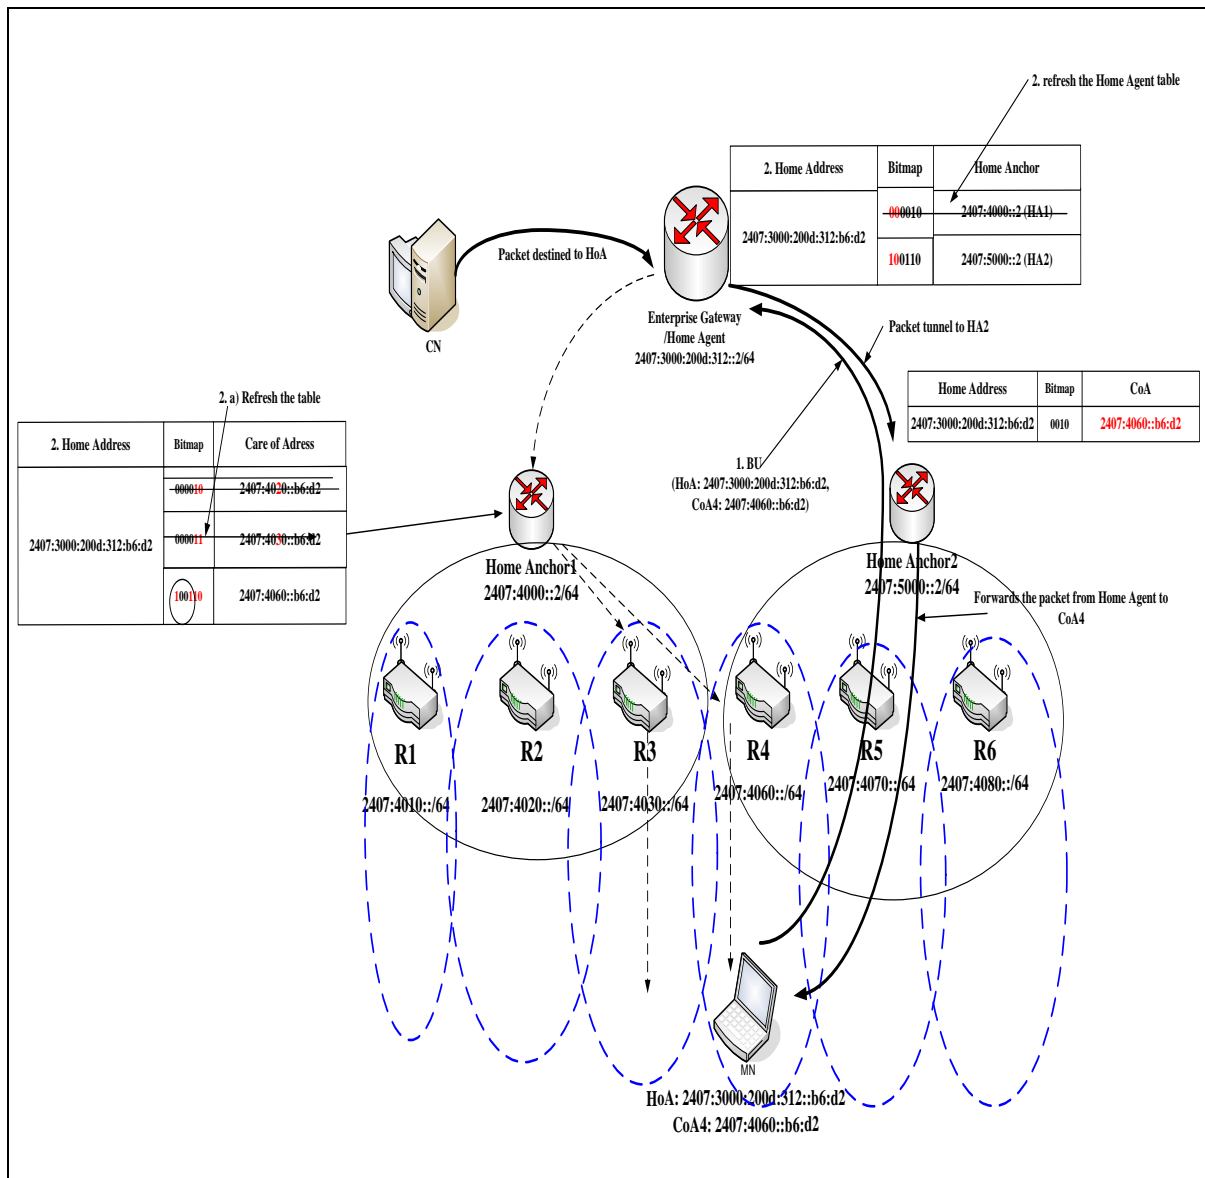 2. refresh the Home Agent table
2. Home Address Bitmap Home Anchor
2407:3000:200d:312:b6:d2
000010 2407:4000::2 (HA1)
100110 2407:5000::2 (HA2)
Packet destined to HoA
CN
Enterprise Gateway
/Home Agent
2407:3000:200d:312::2/64
Packet tunnel to HA2
Home Address Bitmap CoA
2407:3000:200d:312:b6:d2 0010 2407:4060::b6:d2
2. a) Refresh the table
2. Home Address Bitmap Care of Adress
2407:3000:200d:312:b6:d2
000010 2407:4020::b6:d2
000011 2407:4030::b6:d2
100110 2407:4060::b6:d2
1. BU
(HoA: 2407:3000:200d:312:b6:d2,
CoA4: 2407:4060::b6:d2)
Home Anchor1
2407:4000::2/64
Home Anchor2
2407:5000::2/64
Forwards the packet from Home Agent to
CoA4
R1 R2 R3 R4 R5 R6
2407:4010::/64 2407:4020::/64 2407:4030::/64 2407:4060::/64 2407:4070::/64 2407:4080::/64
MN
HoA: 2407:3000:200d:312::b6:d2
CoA4: 2407:4060::b6:d2